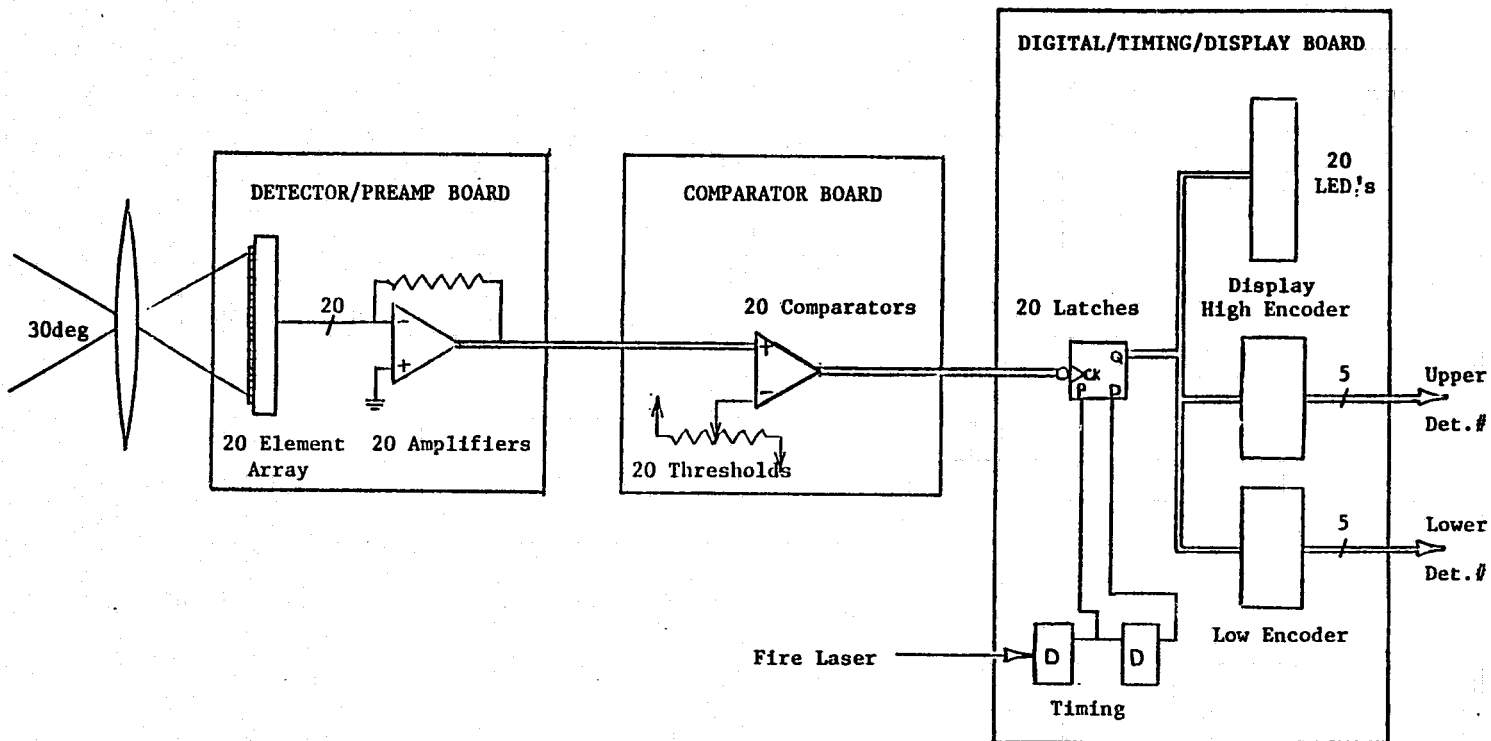 DIGITAL/TIMING/DISPLAY BOARD
DETECTOR/PREAMP BOARD
COMPARATOR BOARD
20
LED.'s
Display
High Encoder
30deg
20
-
+
20 Element
Array
20 Amplifiers
20 Comparators
+
-
20 Thresholds
20 Latches
Q
CK
P
D
5
Upper
Det.#
5
Lower
Det.#
Low Encoder
Fire Laser
D
D
Timing